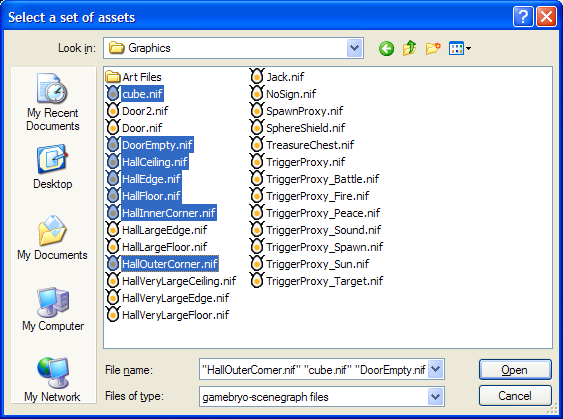 Select a set of assets
Look in:
Graphics
My Recent
Documents
Desktop
My Documents
My Computer
My Network
Art Files
cube.nif
Door2.nif
Door.nif
DoorEmpty.nif
HallCeiling.nif
HallEdge.nif
HallFloor.nif
HallInnerCorner.nif
HallLargeEdge.nif
HallLargeFloor.nif
HallOuterCorner.nif
HallVeryLargeCeiling.nif
HallVeryLargeEdge.nif
HallVeryLargeFloor.nif
Jack.nif
NoSign.nif
SpawnProxy.nif
SphereShield.nif
TreasureChest.nif
TriggerProxy.nif
TriggerProxy_Battle.nif
TriggerProxy_Fire.nif
TriggerProxy_Peace.nif
TriggerProxy_Sound.nif
TriggerProxy_Spawn.nif
TriggerProxy_Sun.nif
TriggerProxy_Target.nif
File name:
"HallOuterCorner.nif" "cube.nif" "DoorEmpty.nif
Open
Files of type:
gamebryo-scenegraph files
Cancel